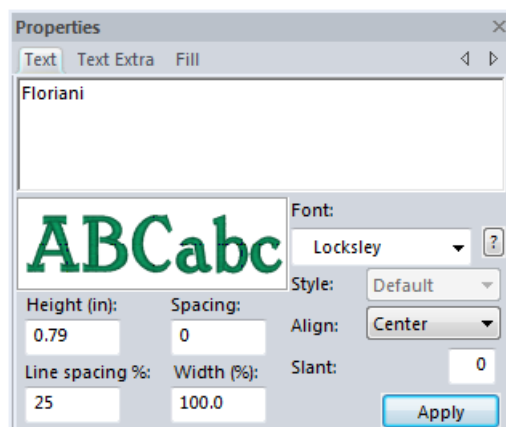 Properties
Text Text Extra Fill
Floriani
ABCabc
Font:
Locksley ?
Style: Default
Height (in): Spacing:
Align: Center
0.79 0
Line spacing %: Width (%): Slant: 0
25 100.0
Apply